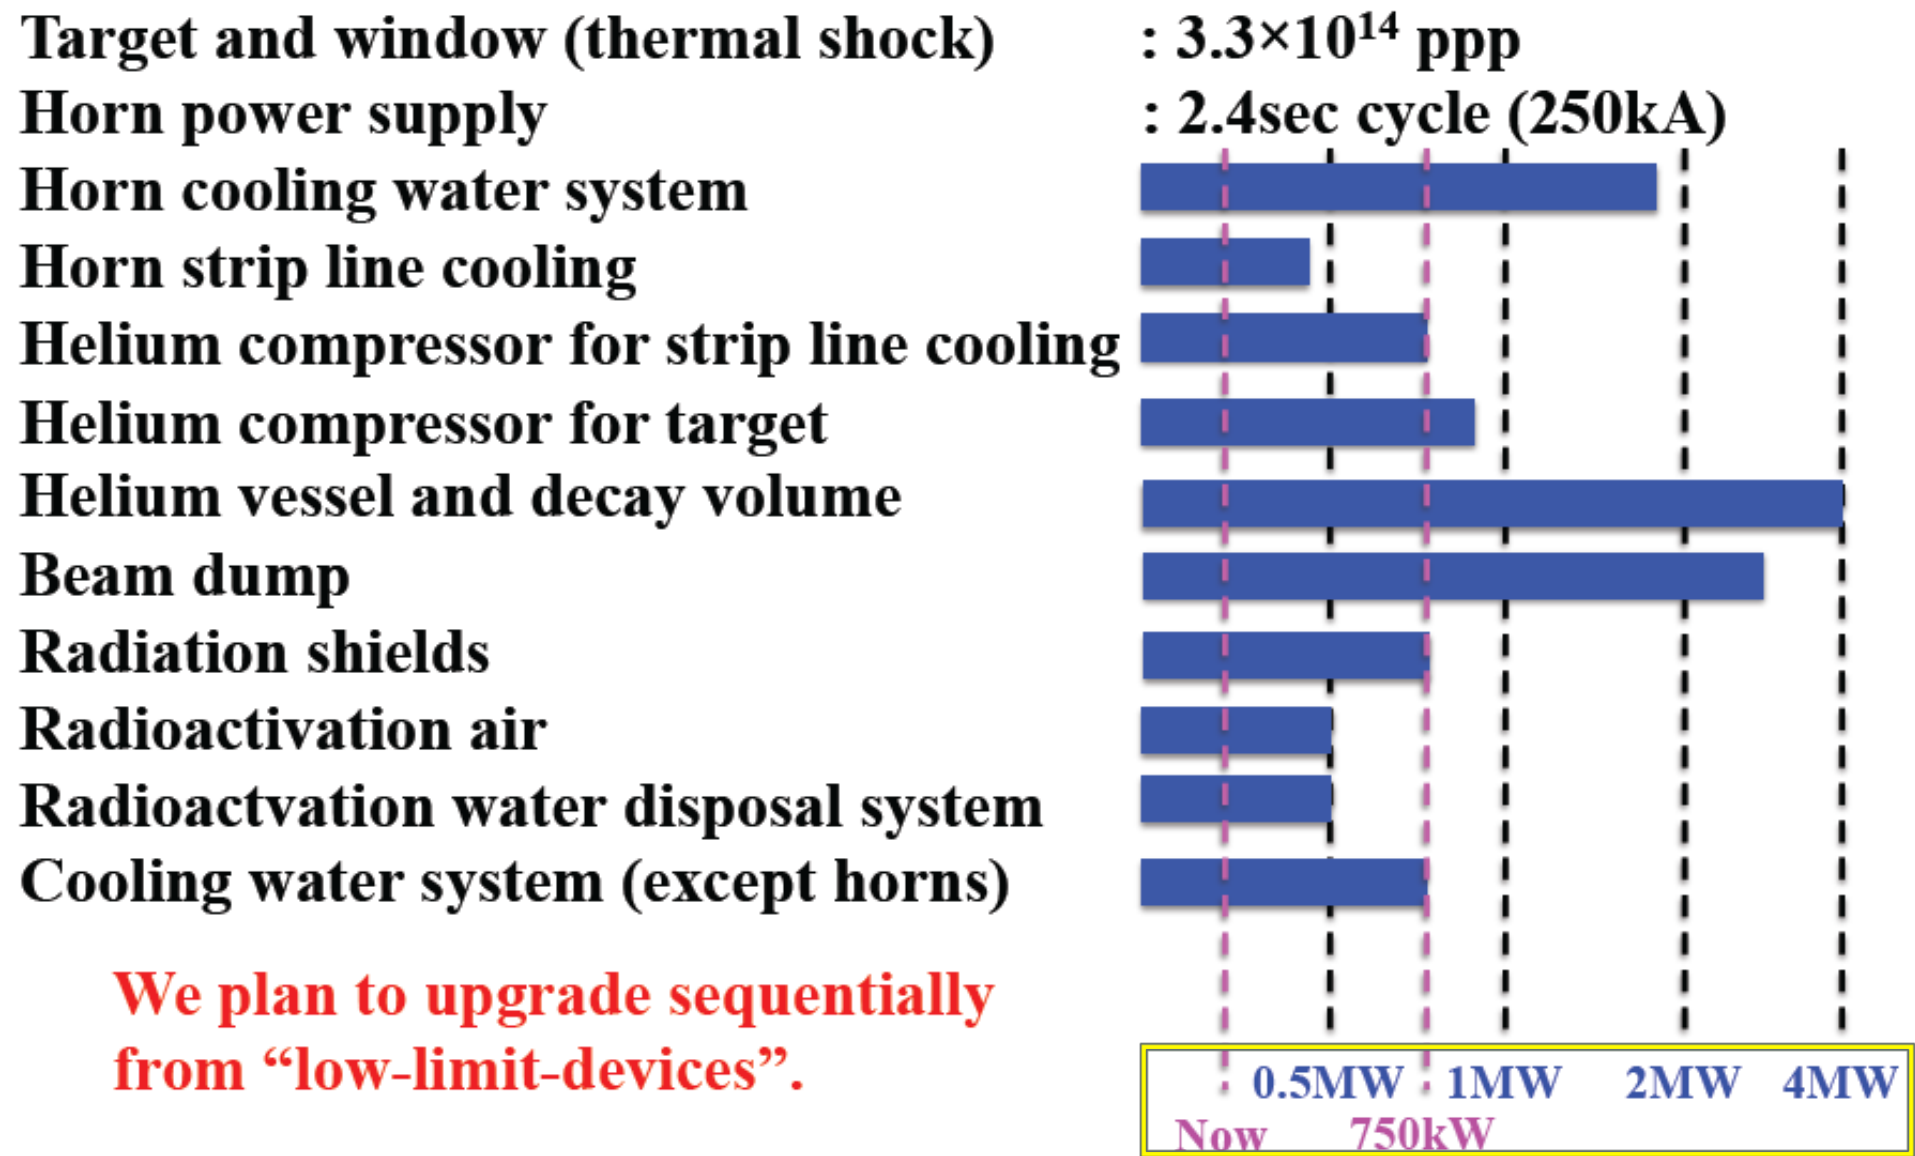 Target and window (thermal shock) : 3.3×10¹⁴ ppp
Horn power supply : 2.4sec cycle (250kA)
Horn cooling water system
Horn strip line cooling
Helium compressor for strip line cooling
Helium compressor for target
Helium vessel and decay volume
Beam dump
Radiation shields
Radioactivation air
Radioactvation water disposal system
Cooling water system (except horns)
We plan to upgrade sequentially
from “low-limit-devices”.
0.5MW 1MW 2MW 4MW
Now 750kW